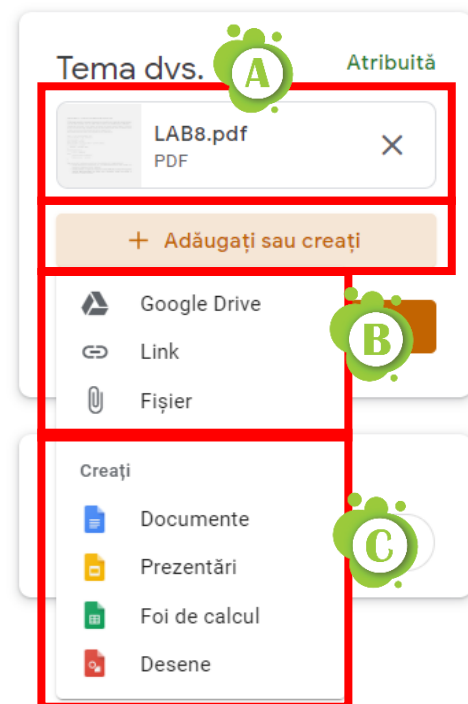 Tema dvs.
A
Atribuită
LAB8.pdf
PDF
+ Adăugați sau creați
Google Drive
Link
B
Fișier
Creați
Documente
C
Prezentări
Foi de calcul
Desene